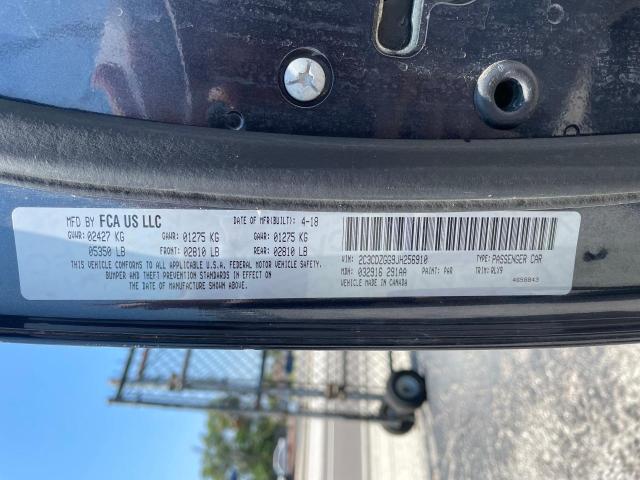 MFD BY FCA US LLC
DATE OF MFR(BUILT): 4-18
GVWR: 02427 KG GAWR: 01275 KG GAWR: 01275 KG
05350 LB FRONT: 02810 LB REAR: 02810 LB
THIS VEHICLE CONFORMS TO ALL APPLICABLE U.S.A. FEDERAL MOTOR VEHICLE SAFETY,
BUMPER AND THEFT PREVENTION STANDARDS IN EFFECT ON
THE DATE OF MANUFACTURE SHOWN ABOVE.
VIN: 2C3CDZGG9JH256910 TYPE: PASSENGER CAR
MDH: 032916 291AA PAINT: PAR TRIM: RLX9
VEHICLE MADE IN CANADA
4658843